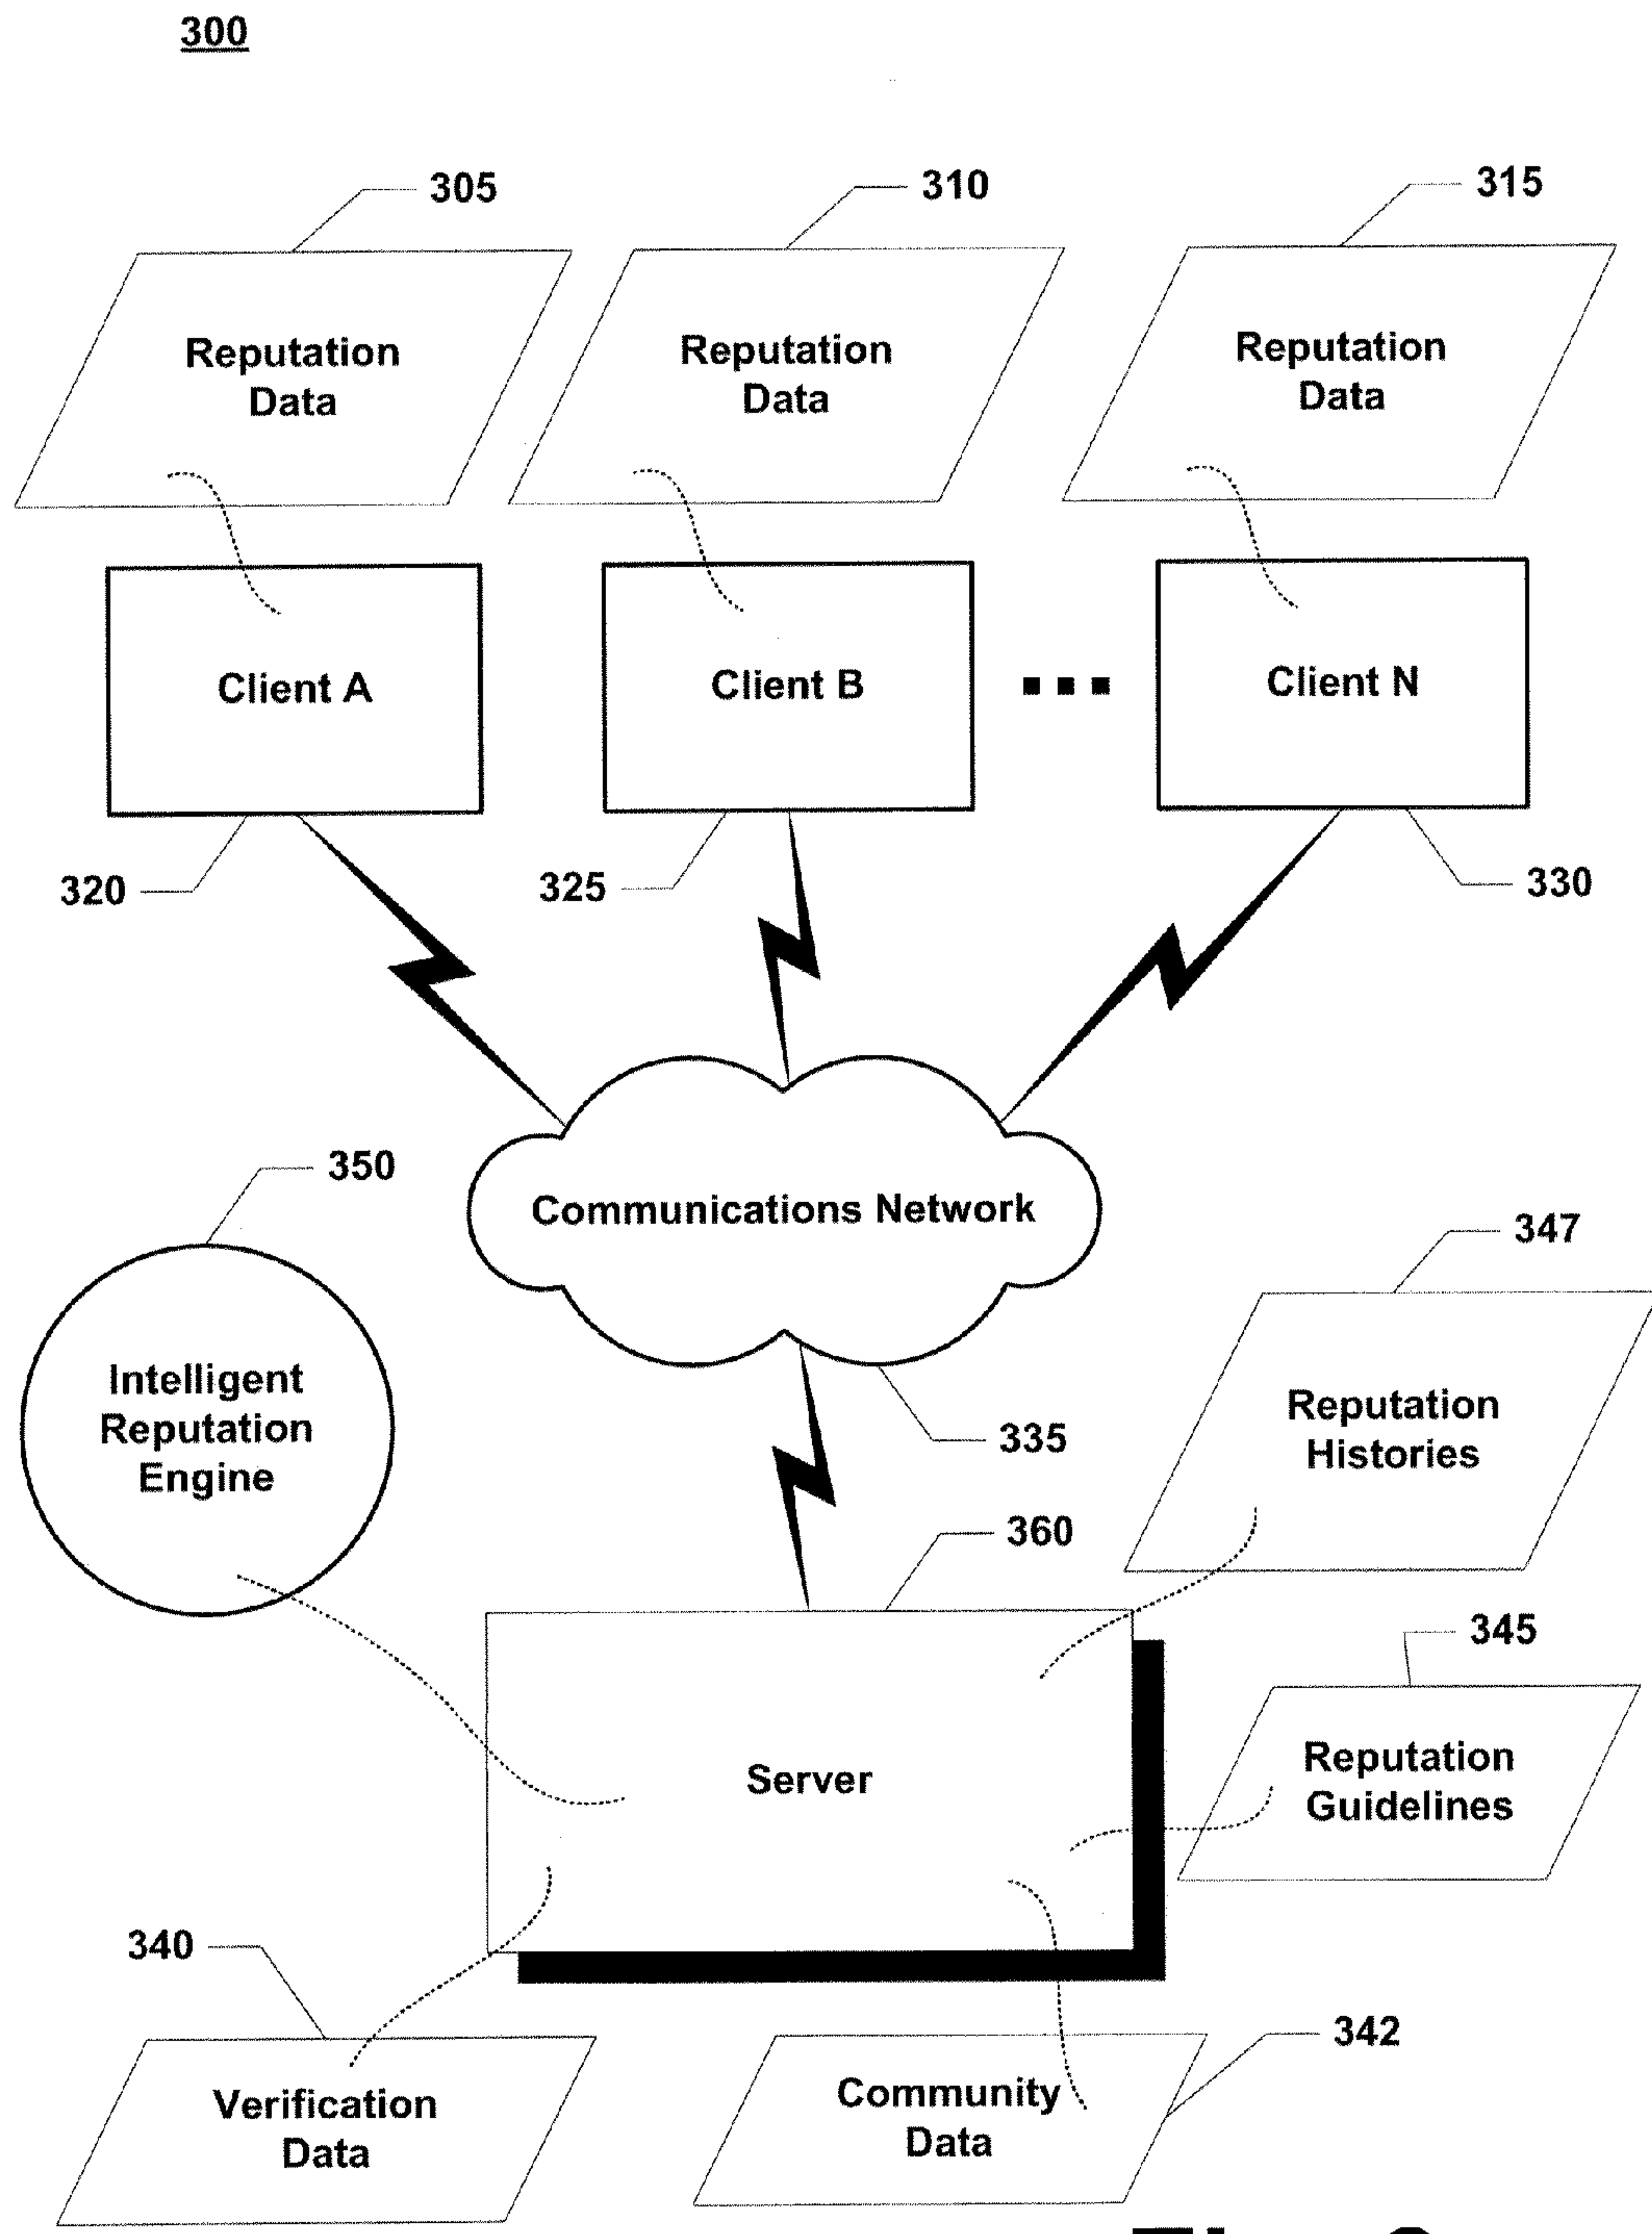 300
305
310
315
Reputation
Data
Reputation
Data
Reputation
Data
Client A
Client B
Client N
320
325
330
350
Communications Network
347
Intelligent
Reputation
Engine
335
Reputation
Histories
360
345
Server
Reputation
Guidelines
340
342
Verification
Data
Community
Data